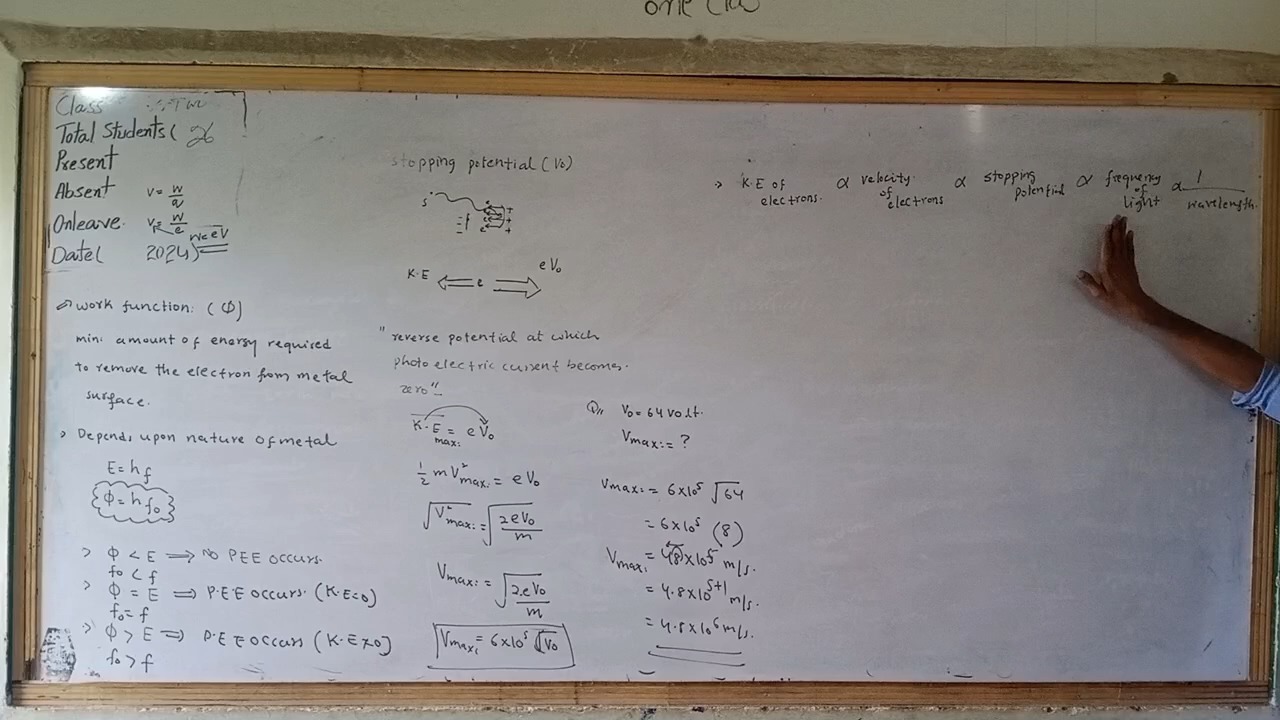 one
Class
Total Students ( 26
Present
Absent V = W/q
Onleave. V = W/e W = eV
Date( 2024)
work function: (Φ)
min: amount of energy required
to remove the electron from metal
surface.
> Depends upon nature of metal
E = hf
Φ = hf₀
> Φ < E ⟹ No PEE occurs.
f₀ < f
> Φ = E ⟹ P.E.E occurs. (K.E=0)
f₀ = f
> Φ > E ⟹ P.E.E occurs (K.E≠0)
f₀ > f
stopping potential (V₀)
K.E ⟸ e ⟹ eV₀
"reverse potential at which
photo electric current becomes.
zero"
K.E max: = eV₀
1/2 mV²max: = eV₀
√V²max: = √2eV₀/m
Vmax: = √2eV₀/m
Vmax: = 6×10⁵ √V₀
Q// V₀ = 64 volt.
Vmax: = ?
Vmax: = 6×10⁵ √64
= 6×10⁵ (8)
Vmax: = 48×10⁵ m/s.
= 4.8×10⁵⁺¹ m/s.
= 4.8×10⁶ m/s.
> K.E of electrons. ∝ velocity of electrons ∝ stopping potential ∝ frequency of light ∝ 1/wavelength.